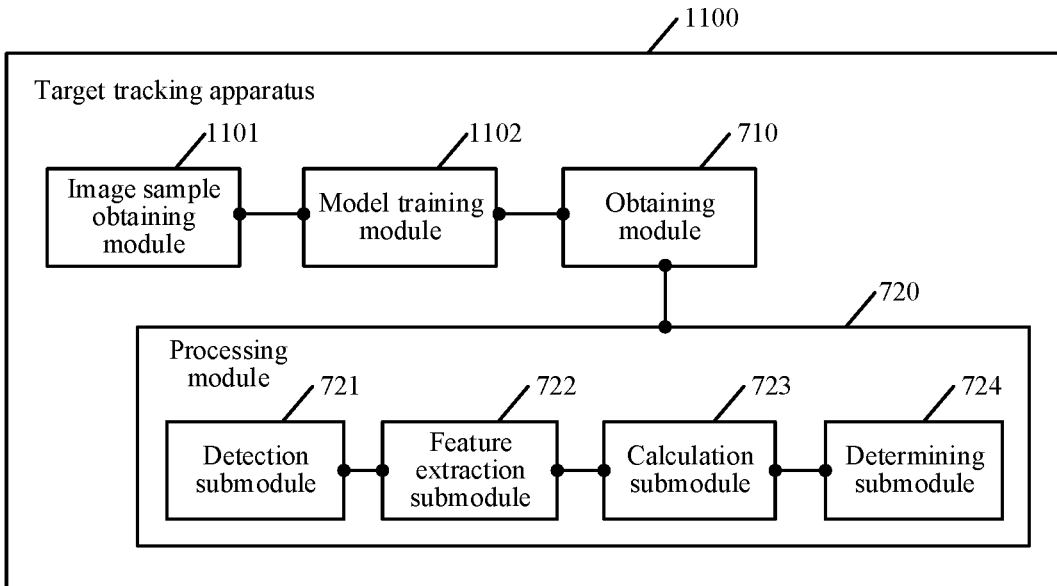 1100
Target tracking apparatus
1101
1102
710
Image sample
obtaining
module
Model training
module
Obtaining
module
720
Processing
module
721
722
723
724
Detection
submodule
Feature
extraction
submodule
Calculation
submodule
Determining
submodule